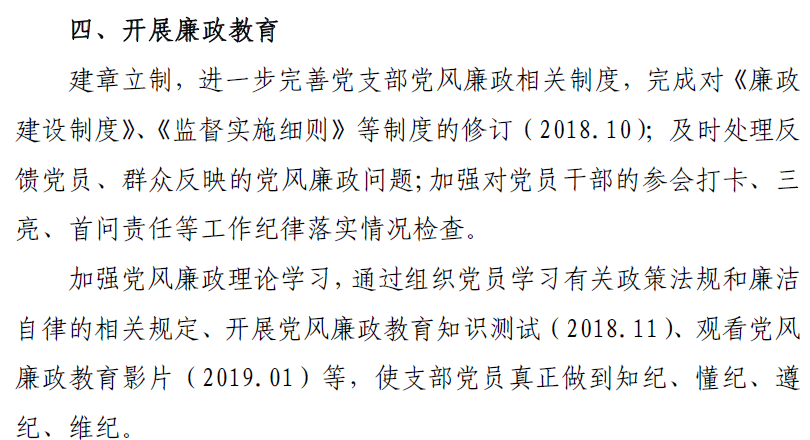 四、开展廉政教育
建章立制，进一步完善党支部党风廉政相关制度，完成对《廉政
建设制度》、《监督实施细则》等制度的修订（2018.10）；及时处理反
馈党员、群众反映的党风廉政问题；加强对党员干部的参会打卡、三
亮、首问责任等工作纪律落实情况检查。
加强党风廉政理论学习，通过组织党员学习有关政策法规和廉洁
自律的相关规定、开展党风廉政教育知识测试（2018.11）、观看党风
廉政教育影片（2019.01）等，使支部党员真正做到知纪、懂纪、遵
纪、维纪。